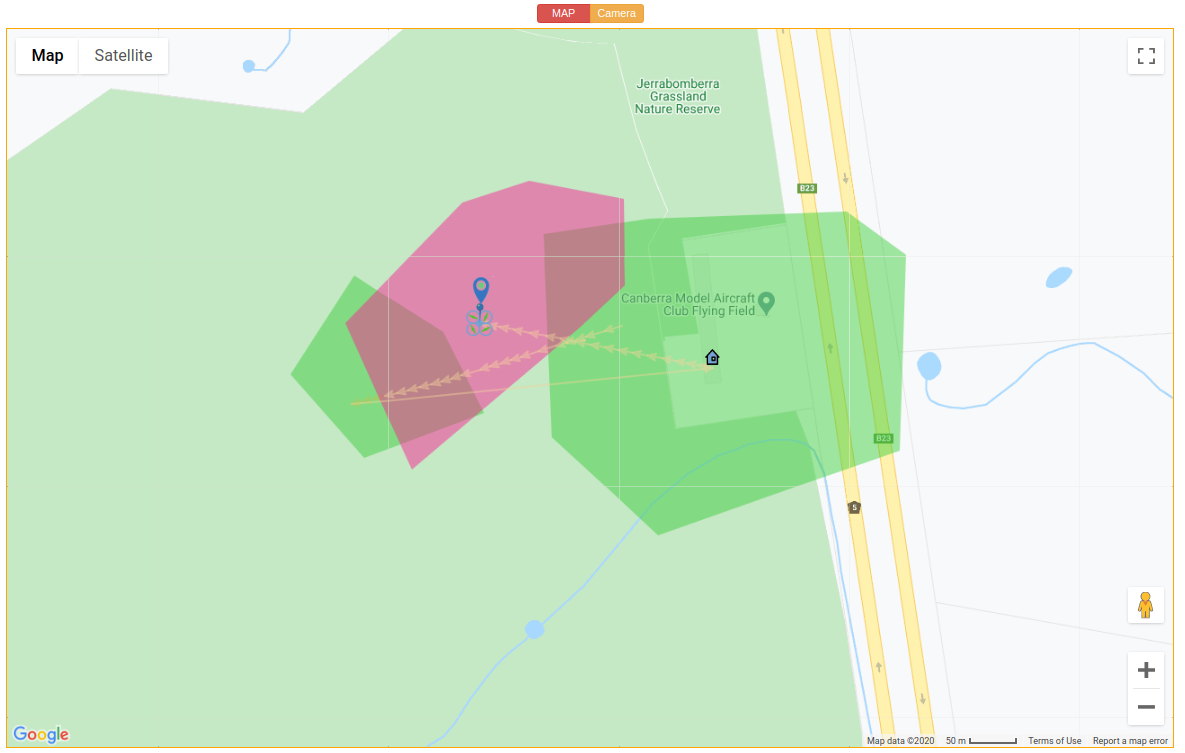 MAP
Camera
Map
Satellite
Jerrabomberra
Grassland
Nature Reserve
B23
Canberra Model Aircraft
Club Flying Field
B23
5
Google
Map data ©2020
50 m
Terms of Use
Report a map error